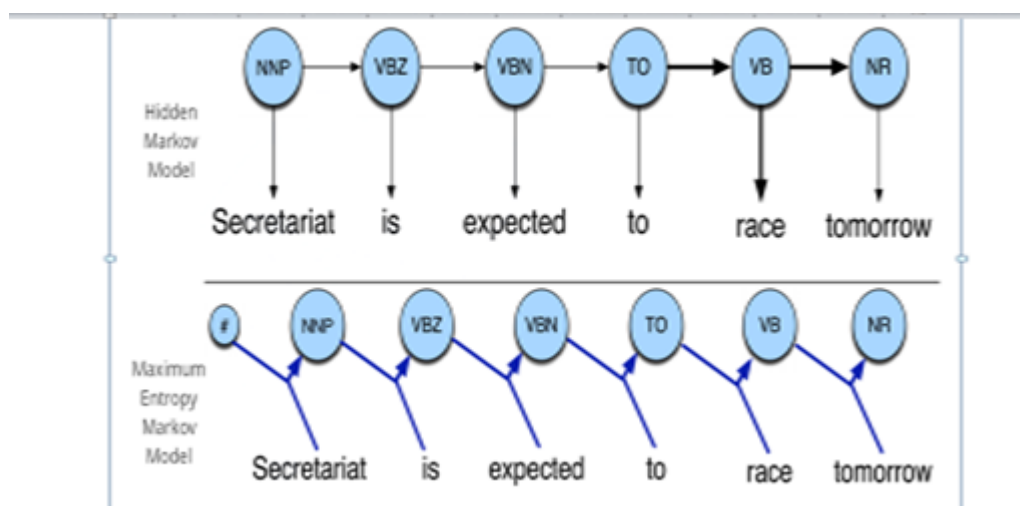 NNP VBZ VBN TO VB NR
Hidden
Markov
Model
Secretariat is expected to race tomorrow
# NNP VBZ VBN TO VB NR
Maximum
Entropy
Markov
Model
Secretariat is expected to race tomorrow